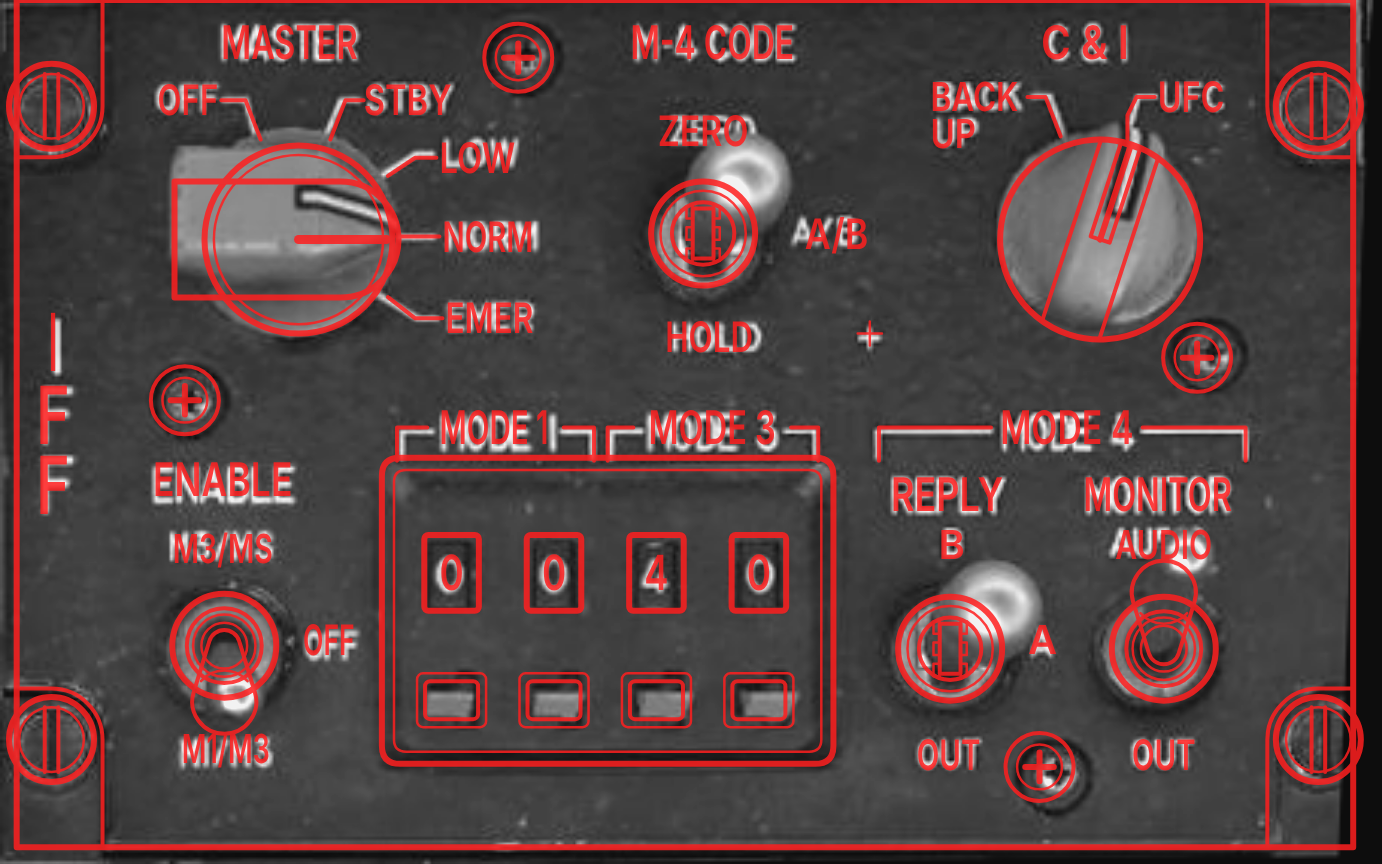 MASTER
M-4 CODE
C & I
OFF
STBY
BACK
UP
UFC
ZERO
LOW
A/B
NORM
EMER
HOLD
I
F
F
MODE 1
MODE 3
MODE 4
ENABLE
REPLY
MONITOR
M3/MS
B
AUDIO
0 0 4 0
OFF
A
M1/M3
OUT
OUT